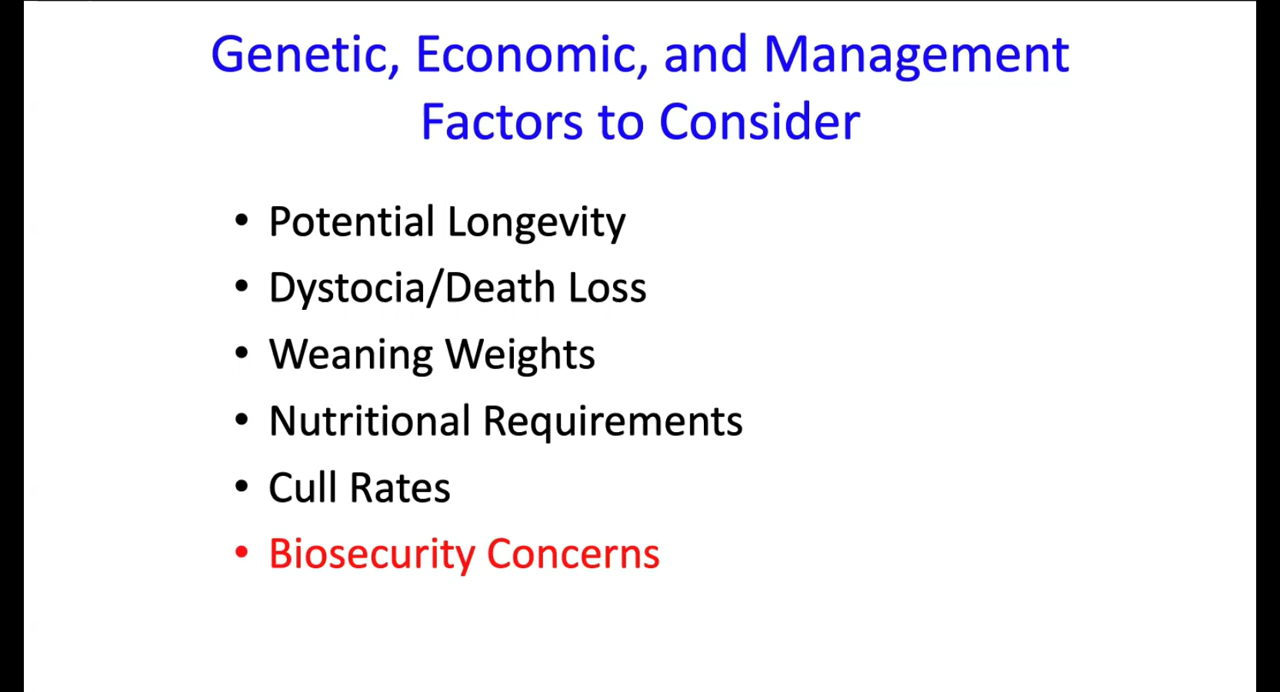 Genetic, Economic, and Management
Factors to Consider
• Potential Longevity
• Dystocia/Death Loss
• Weaning Weights
• Nutritional Requirements
• Cull Rates
• Biosecurity Concerns